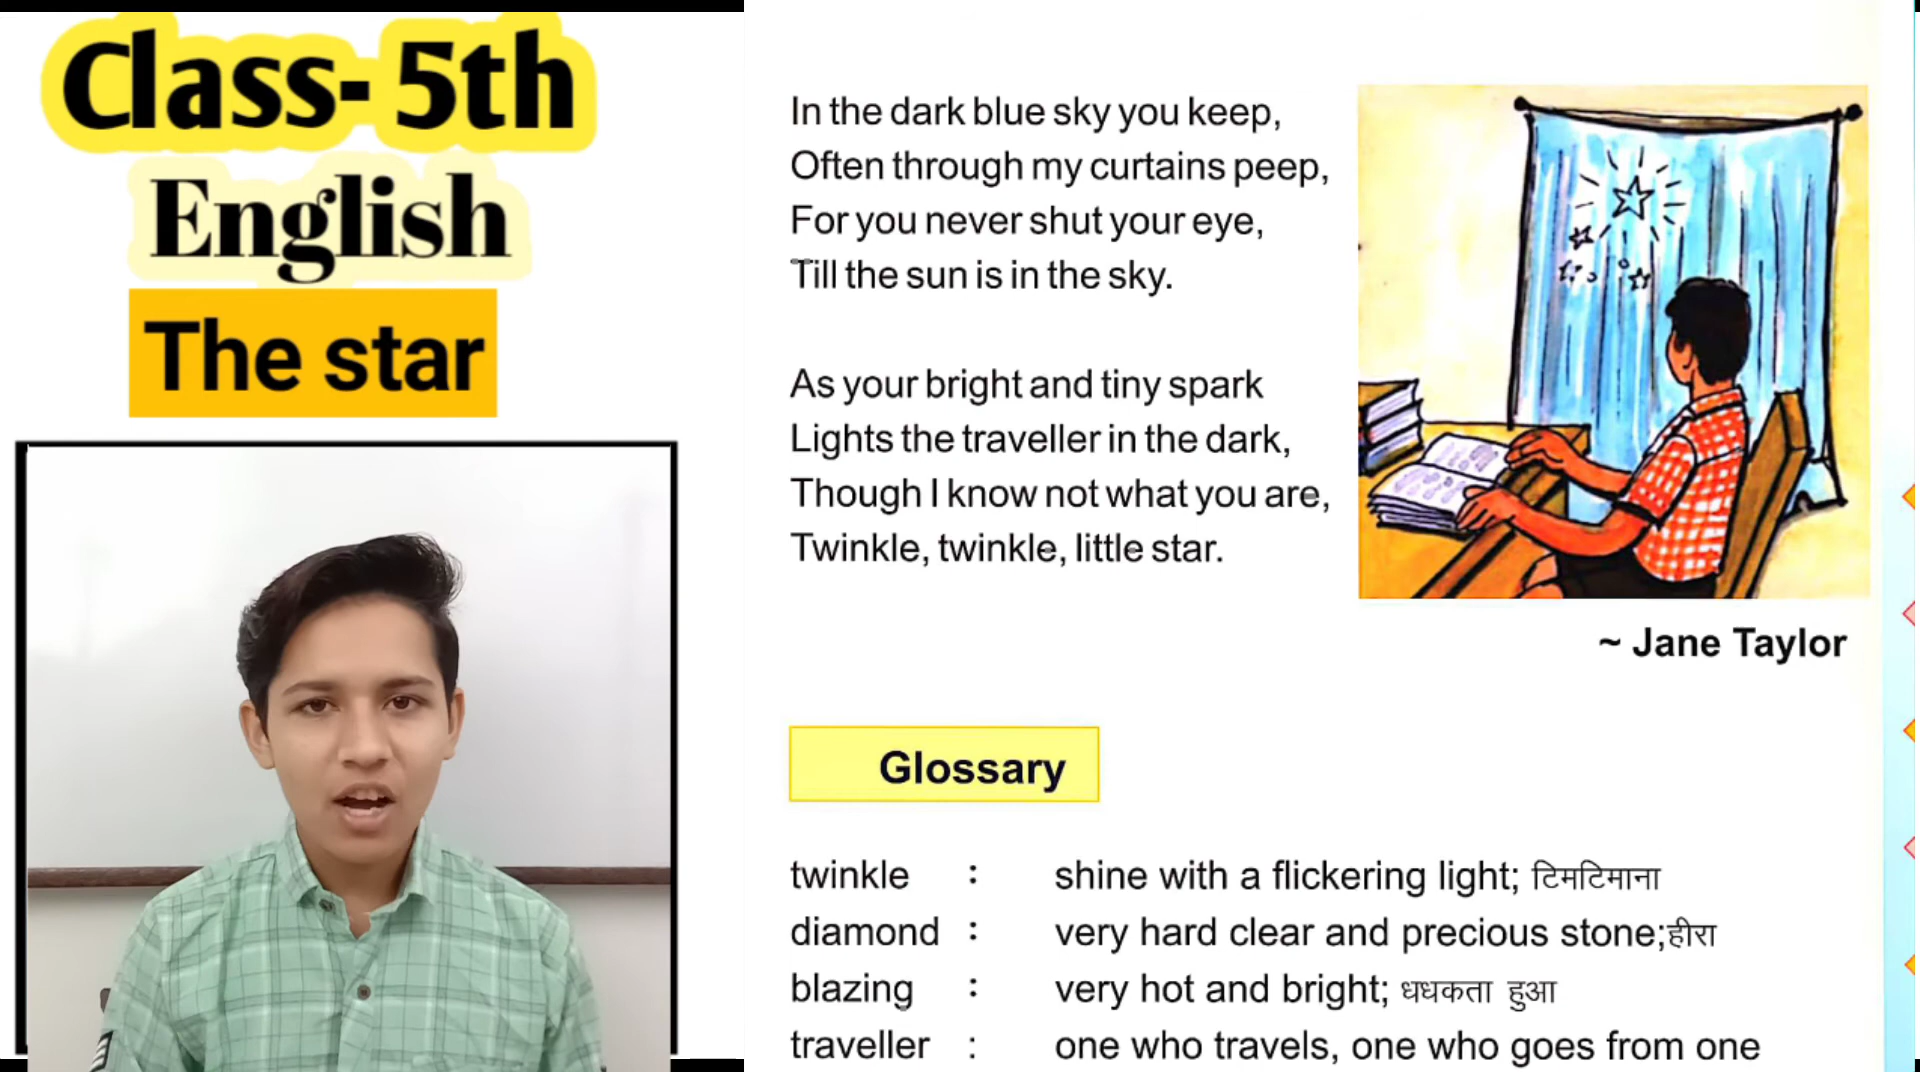 Class- 5th
English
The star
In the dark blue sky you keep,
Often through my curtains peep,
For you never shut your eye,
Till the sun is in the sky.
As your bright and tiny spark
Lights the traveller in the dark,
Though I know not what you are,
Twinkle, twinkle, little star.
~ Jane Taylor
Glossary
twinkle : shine with a flickering light; टिमटिमाना
diamond : very hard clear and precious stone;हीरा
blazing : very hot and bright; धधकता हुआ
traveller : one who travels, one who goes from one